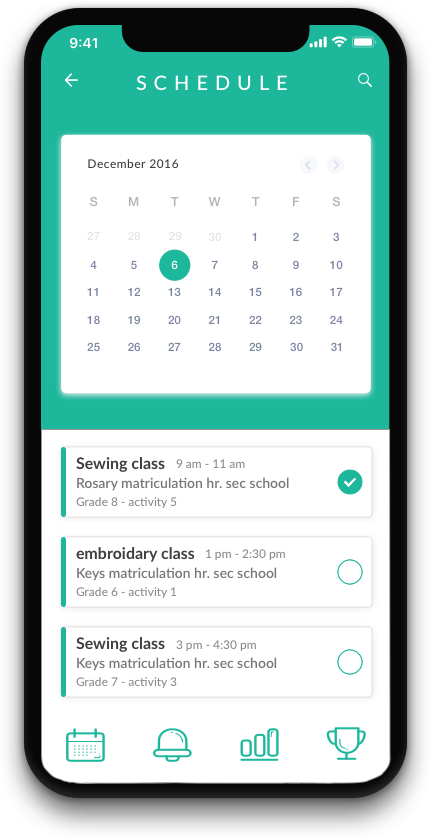 9:41
SCHEDULE
December 2016
S M T W T F S
27 28 29 30 1 2 3
4 5 6 7 8 9 10
11 12 13 14 15 16 17
18 19 20 21 22 23 24
25 26 27 28 29 30 31
Sewing class 9 am - 11 am
Rosary matriculation hr. sec school
Grade 8 - activity 5
embroidary class 1 pm - 2:30 pm
Keys matriculation hr. sec school
Grade 6 - activity 1
Sewing class 3 pm - 4:30 pm
Keys matriculation hr. sec school
Grade 7 - activity 3